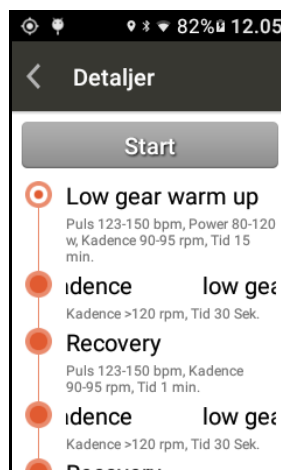 82% 12.05
Detaljer
Start
Low gear warm up
Puls 123-150 bpm, Power 80-120
w, Kadence 90-95 rpm, Tid 15
min.
low
Kadence >120 rpm, Tid 30 Sek.
Recovery
Puls 123-150 bpm, Kadence
90-95 rpm, Tid 1 min.
low
Kadence >120 rpm, Tid 30 Sek.